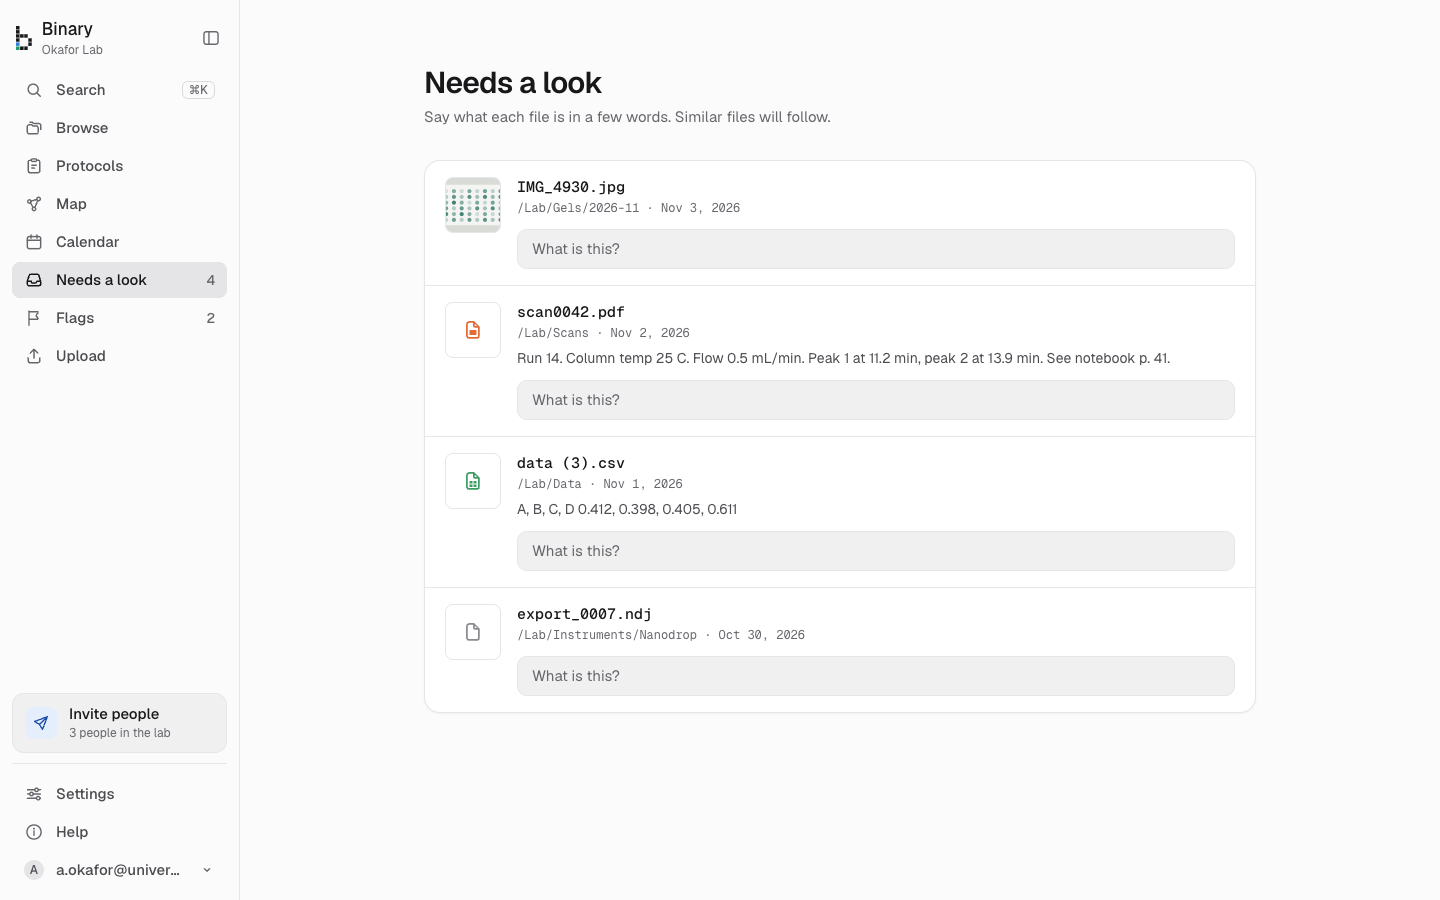 Binary
Okafor Lab
Search ⌘K
Browse
Protocols
Map
Calendar
Needs a look 4
Flags 2
Upload
Invite people
3 people in the lab
Settings
Help
A a.okafor@univer...
Needs a look
Say what each file is in a few words. Similar files will follow.
IMG_4930.jpg
/Lab/Gels/2026-11 · Nov 3, 2026
What is this?
scan0042.pdf
/Lab/Scans · Nov 2, 2026
Run 14. Column temp 25 C. Flow 0.5 mL/min. Peak 1 at 11.2 min, peak 2 at 13.9 min. See notebook p. 41.
What is this?
data (3).csv
/Lab/Data · Nov 1, 2026
A, B, C, D 0.412, 0.398, 0.405, 0.611
What is this?
export_0007.ndj
/Lab/Instruments/Nanodrop · Oct 30, 2026
What is this?